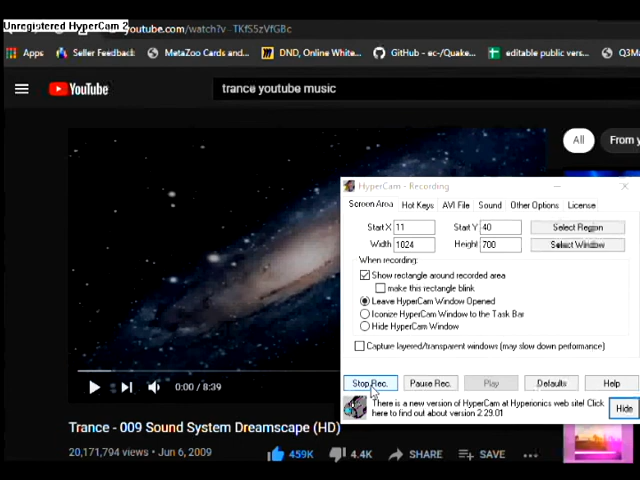 Unregistered HyperCam 2
youtube.com/watch?v=TKfS5zVfGBc
Apps Seller Feedback MetaZoo Cards and... DND, Online White... GitHub - ec-/Quake... editable public vers... Q3M
YouTube trance youtube music
All From y
HyperCam - Recording
Screen Area Hot Keys AVI File Sound Other Options License
Start X 11 Start Y 40 Select Region
Width 1024 Height 700 Select Window
When recording:
Show rectangle around recorded area
make this rectangle blink
Leave HyperCam Window Opened
Iconize HyperCam Window to the Task Bar
Hide HyperCam Window
Capture layered/transparent windows (may slow down performance)
Stop Rec. Pause Rec. Play Defaults Help
0:00 / 8:39
There is a new version of HyperCam at Hyperionics web site! Click
here to find out about version 2.29.01
Hide
Trance - 009 Sound System Dreamscape (HD)
20,171,794 views • Jun 6, 2009 459K 4.4K SHARE SAVE ...